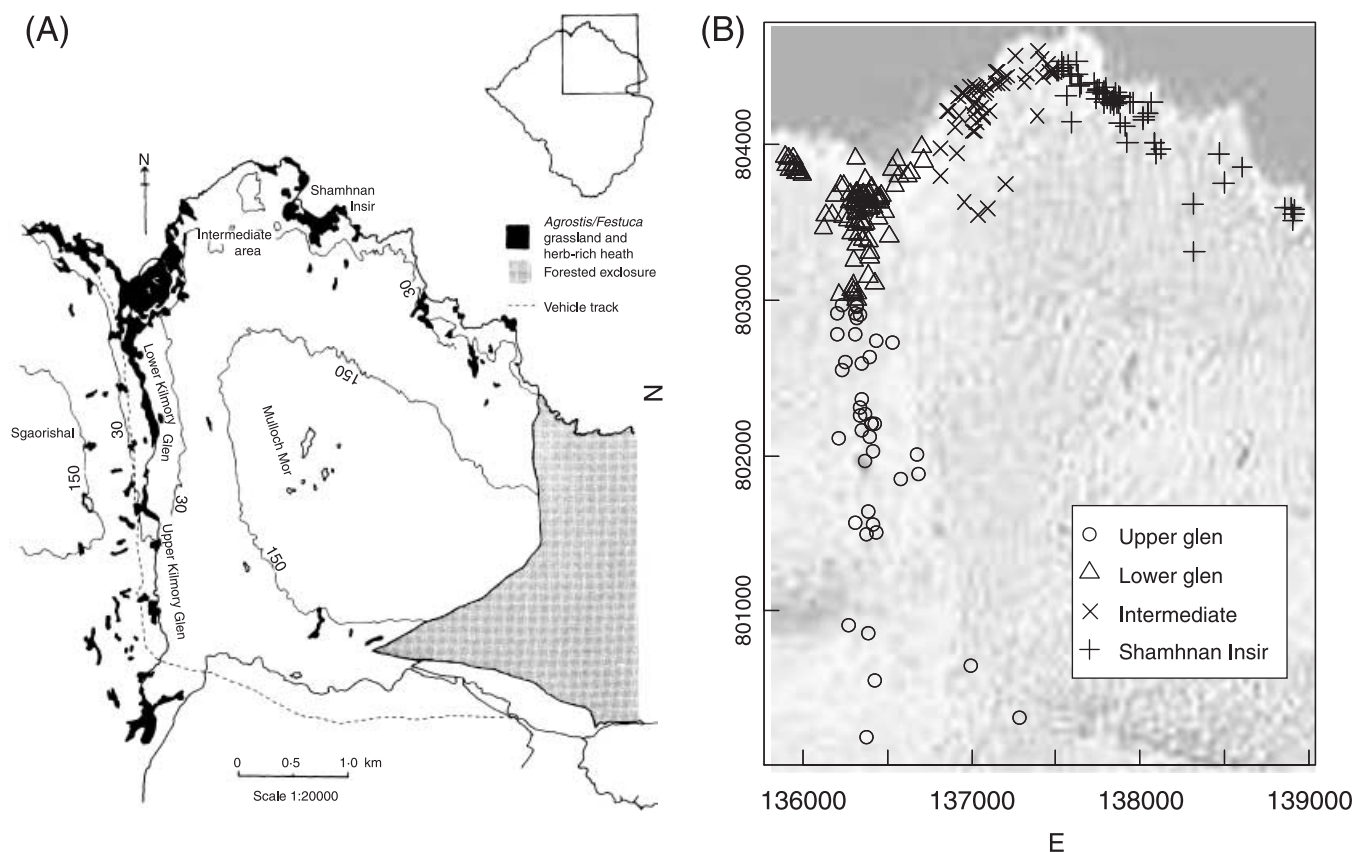 (A)
N
Shamhnan
Insir
Intermediate
area
Agrostis/Festuca
grassland and
herb-rich heath
Forested exclosure
Vehicle track
30
150
Mulloch Mor
Lower Kilmory Glen
Sgaorishal
30
150
30
Upper Kilmory Glen
150
0 0·5 1·0 km
Scale 1:20000
(B)
804000
803000
802000
801000
N
Upper glen
Lower glen
Intermediate
Shamhnan Insir
136000 137000 138000 139000
E